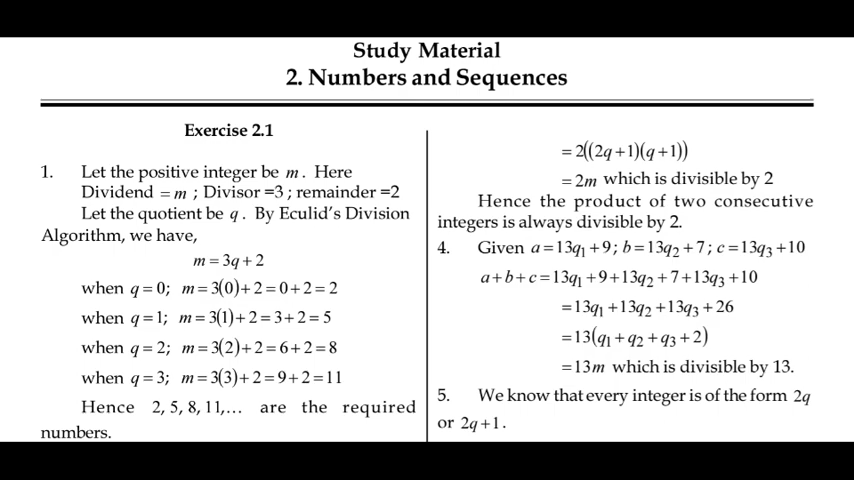 Study Material
2. Numbers and Sequences
Exercise 2.1
1. Let the positive integer be m. Here
Dividend =m ; Divisor =3 ; remainder =2
Let the quotient be q. By Eculid's Division
Algorithm, we have,
m=3q+2
when q=0; m=3(0)+2=0+2=2
when q=1; m=3(1)+2=3+2=5
when q=2; m=3(2)+2=6+2=8
when q=3; m=3(3)+2=9+2=11
Hence 2, 5, 8, 11,... are the required
numbers.
=2((2q+1)(q+1))
=2m which is divisible by 2
Hence the product of two consecutive
integers is always divisible by 2.
4. Given a=13q₁+9; b=13q₂+7; c=13q₃+10
a+b+c=13q₁+9+13q₂+7+13q₃+10
=13q₁+13q₂+13q₃+26
=13(q₁+q₂+q₃+2)
=13m which is divisible by 13.
5. We know that every integer is of the form 2q
or 2q+1.